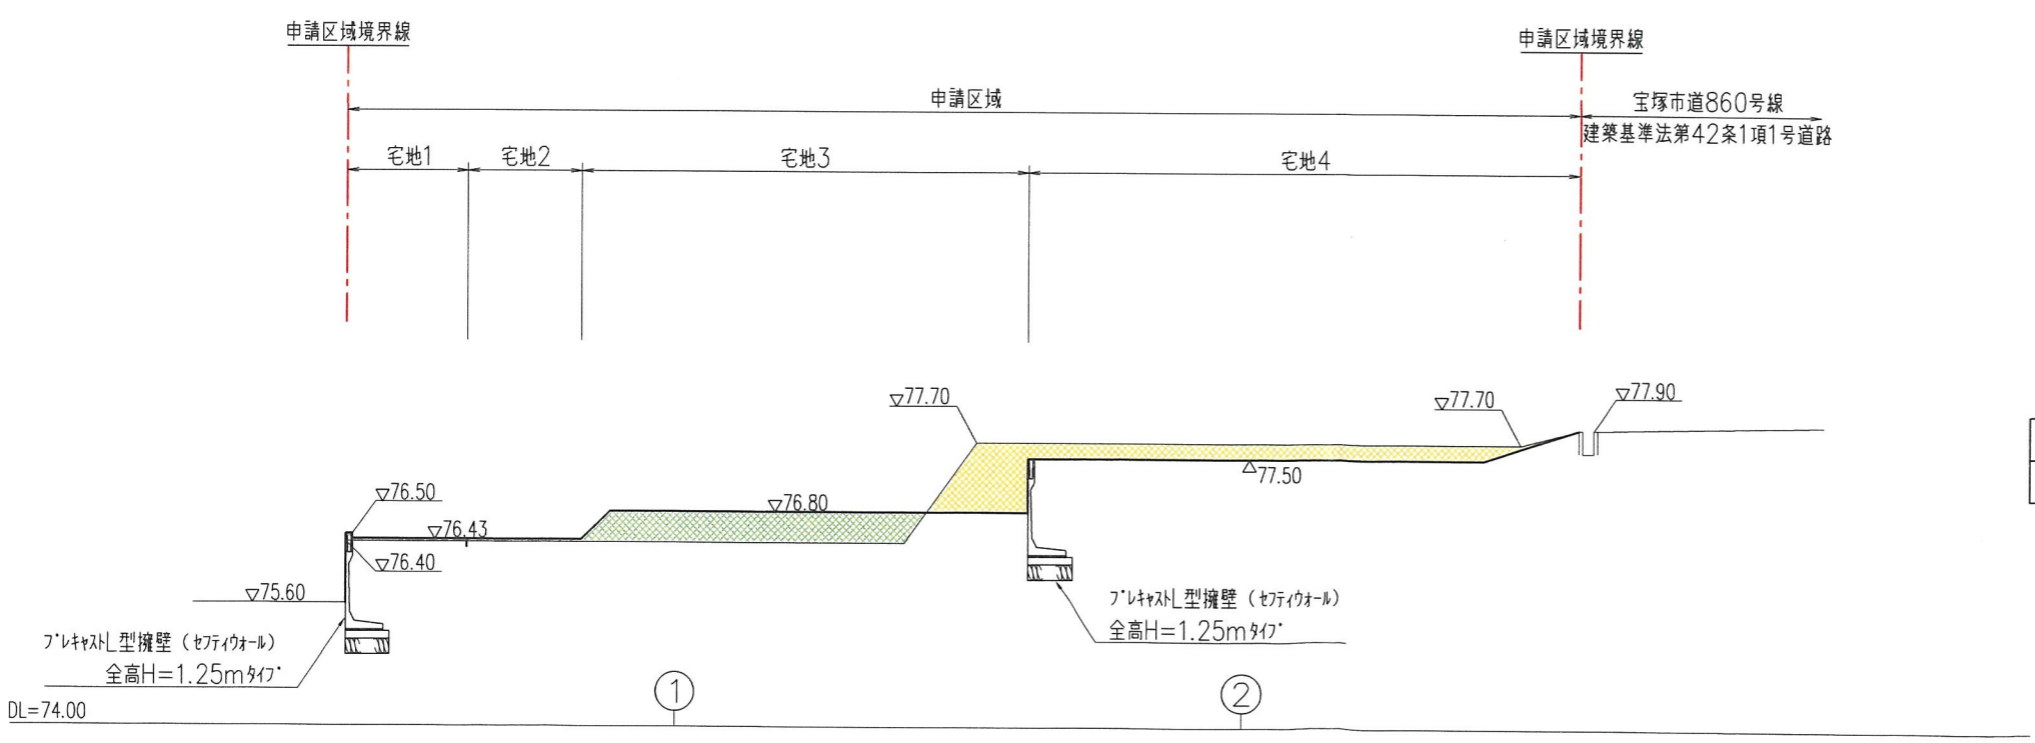 申請区域境界線
申請区域境界線
申請区域
宝塚市道860号線
建築基準法第42条1項1号道路
宅地1
宅地2
宅地3
宅地4
▽77.70
▽77.70
▽77.90
△77.50
▽76.50
▽76.80
▽76.43
▽76.40
▽75.60
プレキャストL型擁壁(セフティウォール)
全高H=1.25mタイプ
プレキャストL型擁壁(セフティウォール)
全高H=1.25mタイプ
①
②
DL=74.00